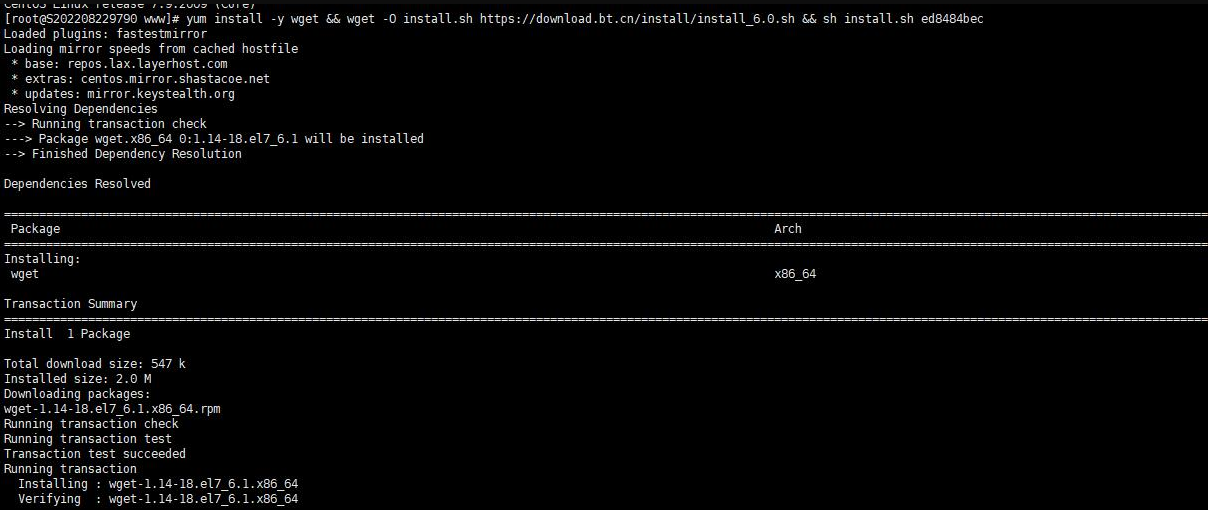 CentOS Linux release 7.9.2009 (Core)
[root@S202208229790 www]# yum install -y wget && wget -O install.sh https://download.bt.cn/install/install_6.0.sh && sh install.sh ed8484bec
Loaded plugins: fastestmirror
Loading mirror speeds from cached hostfile
 * base: repos.lax.layerhost.com
 * extras: centos.mirror.shastacoe.net
 * updates: mirror.keystealth.org
Resolving Dependencies
--> Running transaction check
---> Package wget.x86_64 0:1.14-18.el7_6.1 will be installed
--> Finished Dependency Resolution
Dependencies Resolved
Package Arch
Installing:
wget x86_64
Transaction Summary
Install  1 Package
Total download size: 547 k
Installed size: 2.0 M
Downloading packages:
wget-1.14-18.el7_6.1.x86_64.rpm
Running transaction check
Running transaction test
Transaction test succeeded
Running transaction
  Installing : wget-1.14-18.el7_6.1.x86_64
  Verifying  : wget-1.14-18.el7_6.1.x86_64